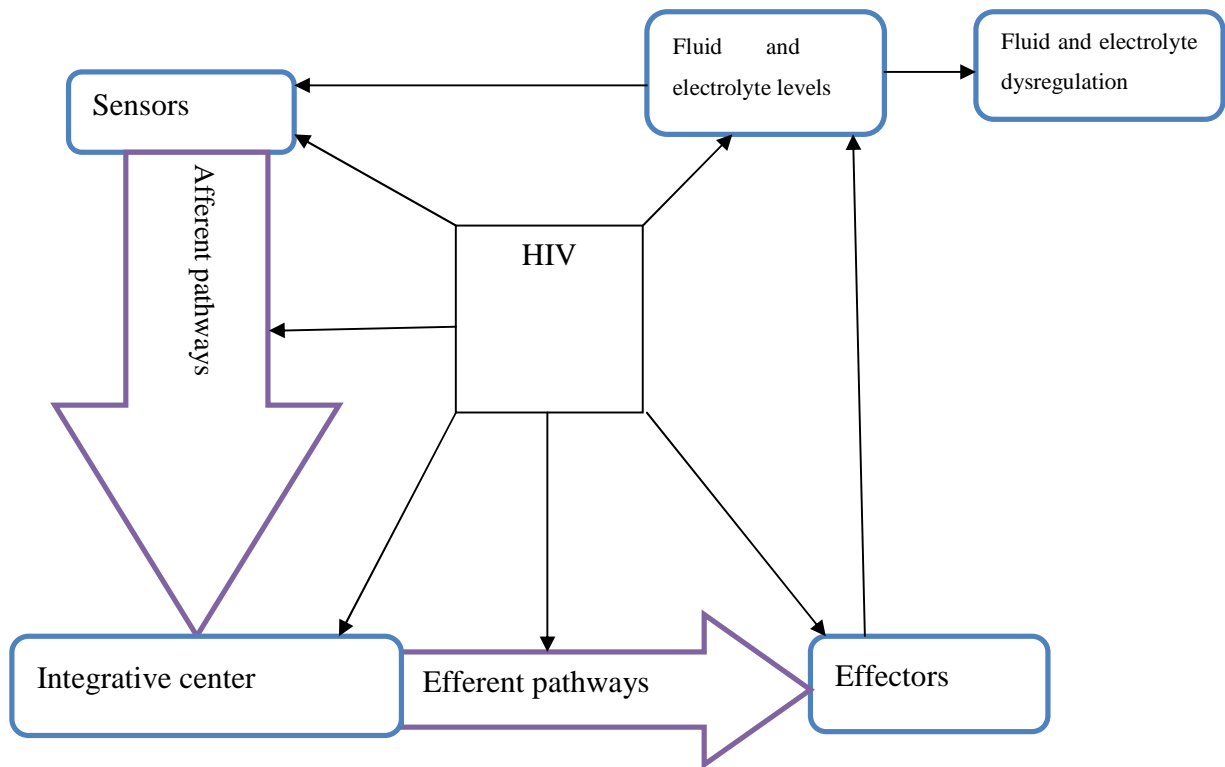 Fluid and
electrolyte levels
Fluid and electrolyte
dysregulation
Sensors
Afferent pathways
HIV
Integrative center
Efferent pathways
Effectors